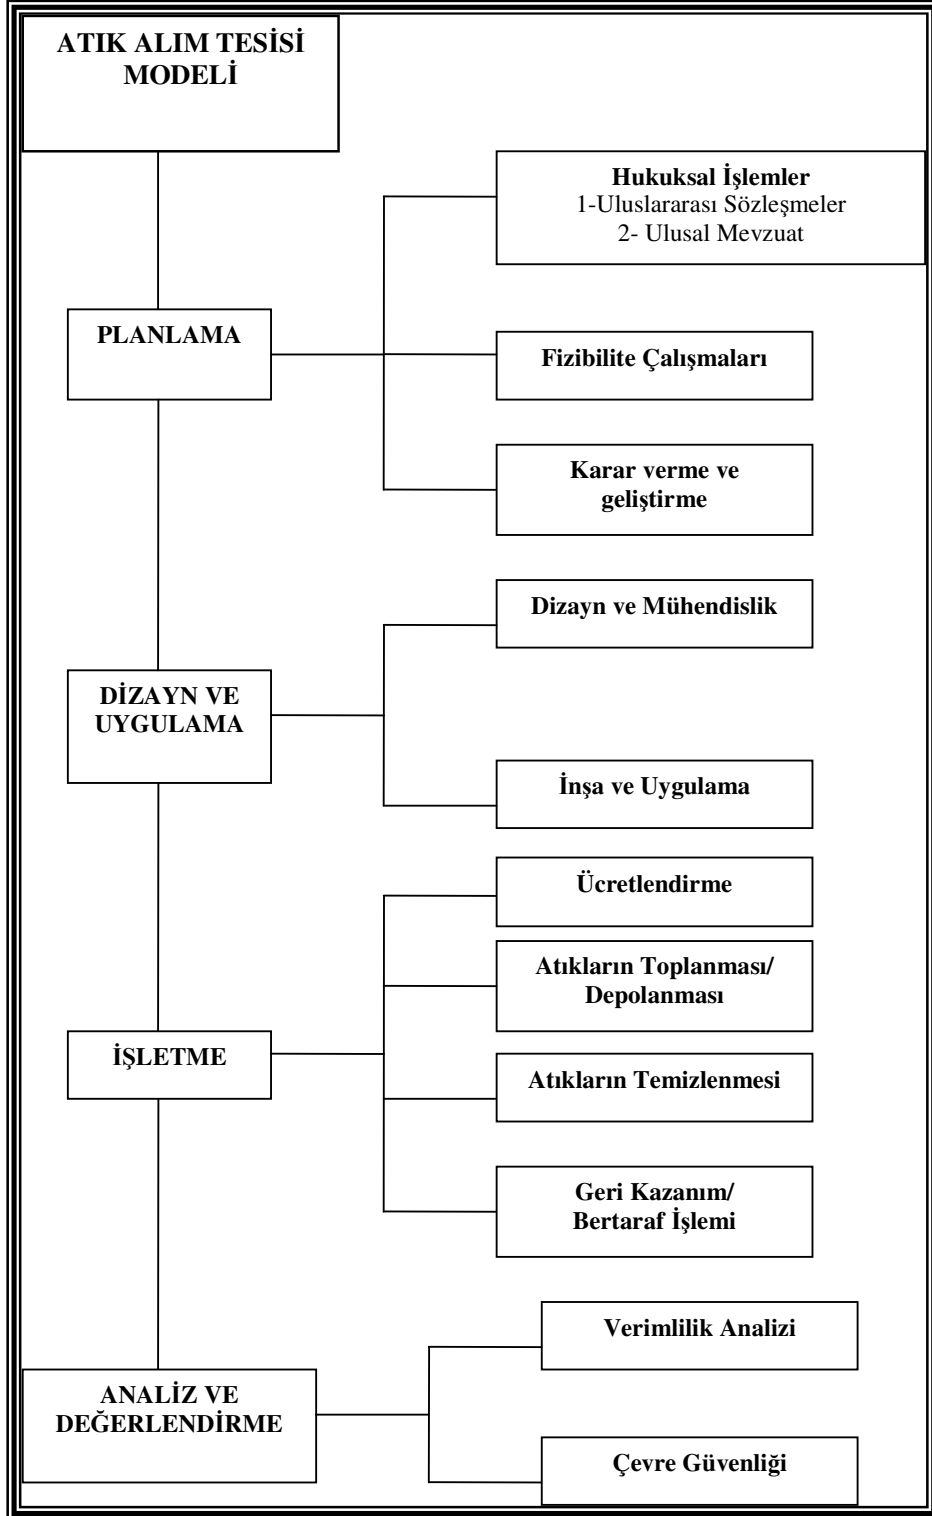 ATIK ALIM TESİSİ
MODELİ
Hukuksal İşlemler
1-Uluslararası Sözleşmeler
2- Ulusal Mevzuat
PLANLAMA
Fizibilite Çalışmaları
Karar verme ve
geliştirme
Dizayn ve Mühendislik
DİZAYN VE
UYGULAMA
İnşa ve Uygulama
Ücretlendirme
Atıkların Toplanması/
Depolanması
İŞLETME
Atıkların Temizlenmesi
Geri Kazanım/
Bertaraf İşlemi
Verimlilik Analizi
ANALİZ VE
DEĞERLENDİRME
Çevre Güvenliği